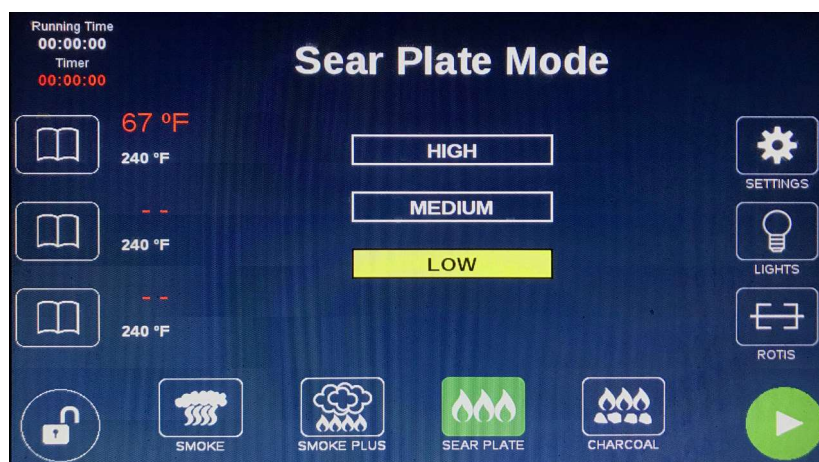 Running Time
00:00:00
Timer
00:00:00
Sear Plate Mode
67 ºF
240 °F
HIGH
SETTINGS
- -
240 °F
MEDIUM
LOW
LIGHTS
- -
240 °F
ROTIS
SMOKE
SMOKE PLUS
SEAR PLATE
CHARCOAL